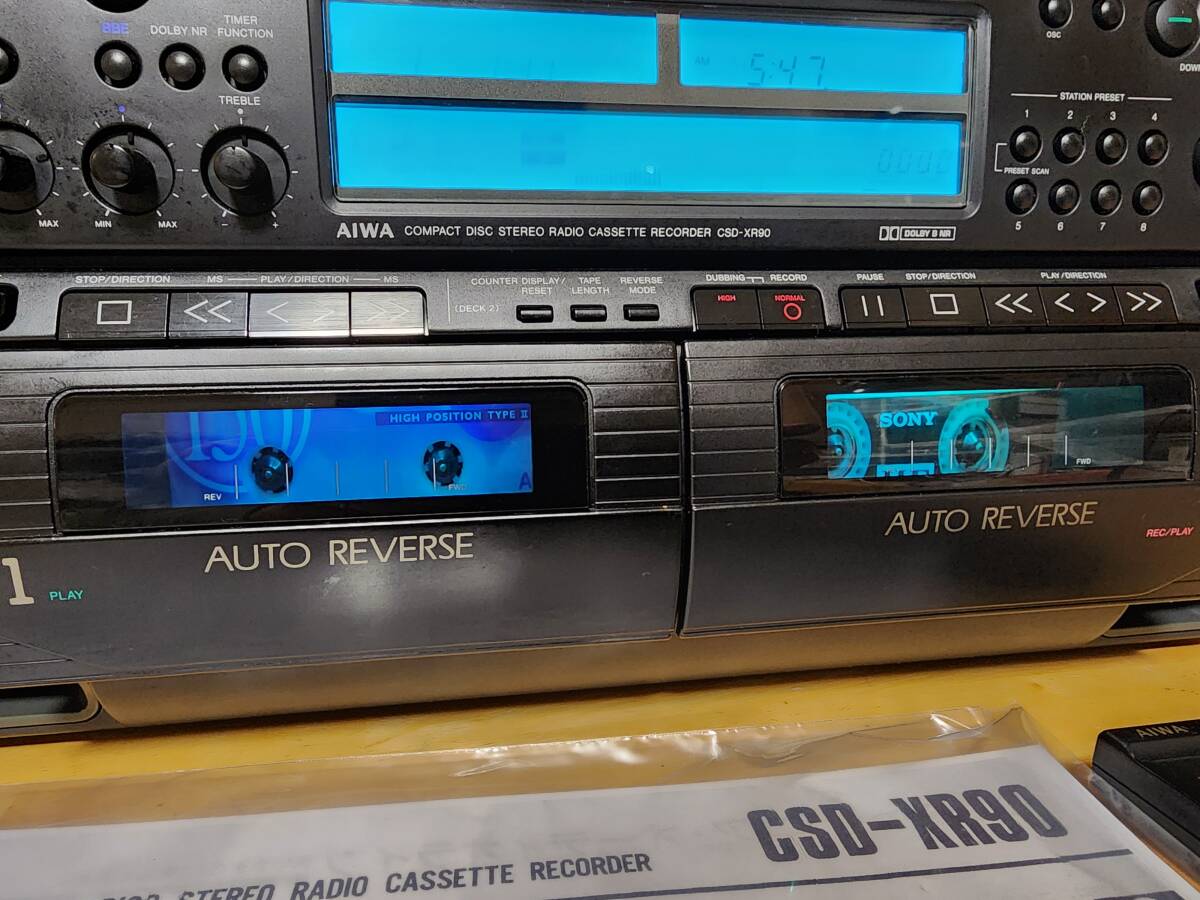 BBE DOLBY NR TIMER FUNCTION
TREBLE
MAX MIN MAX - +
AM 5:47
OSC
DOWN
STATION PRESET
1 2 3 4
PRESET SCAN
5 6 7 8
AIWA COMPACT DISC STEREO RADIO CASSETTE RECORDER CSD-XR90
DOLBY B NR
STOP/DIRECTION MS PLAY/DIRECTION MS
COUNTER DISPLAY/RESET TAPE LENGTH REVERSE MODE
(DECK 2)
DUBBING RECORD
HIGH NORMAL
PAUSE STOP/DIRECTION PLAY/DIRECTION
150
HIGH POSITION TYPE II
REV FWD A
SONY
FWD
AUTO REVERSE
AUTO REVERSE
1 PLAY
REC/PLAY
AIWA
CSD-XR90
STEREO RADIO CASSETTE RECORDER